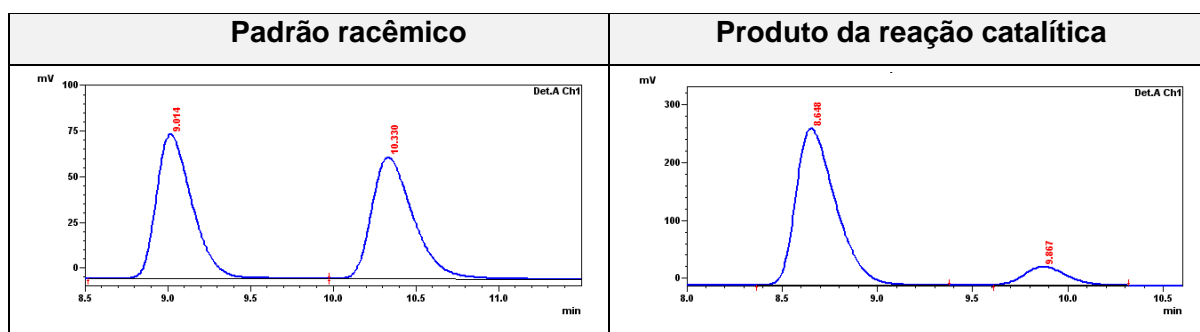 Padrão racêmico
Produto da reação catalítica
mV
Det.A Ch1
9.014
10.330
100
75
50
25
0
8.5 9.0 9.5 10.0 10.5 11.0
min
mV
Det.A Ch1
8.648
9.867
300
200
100
0
8.0 8.5 9.0 9.5 10.0 10.5
min